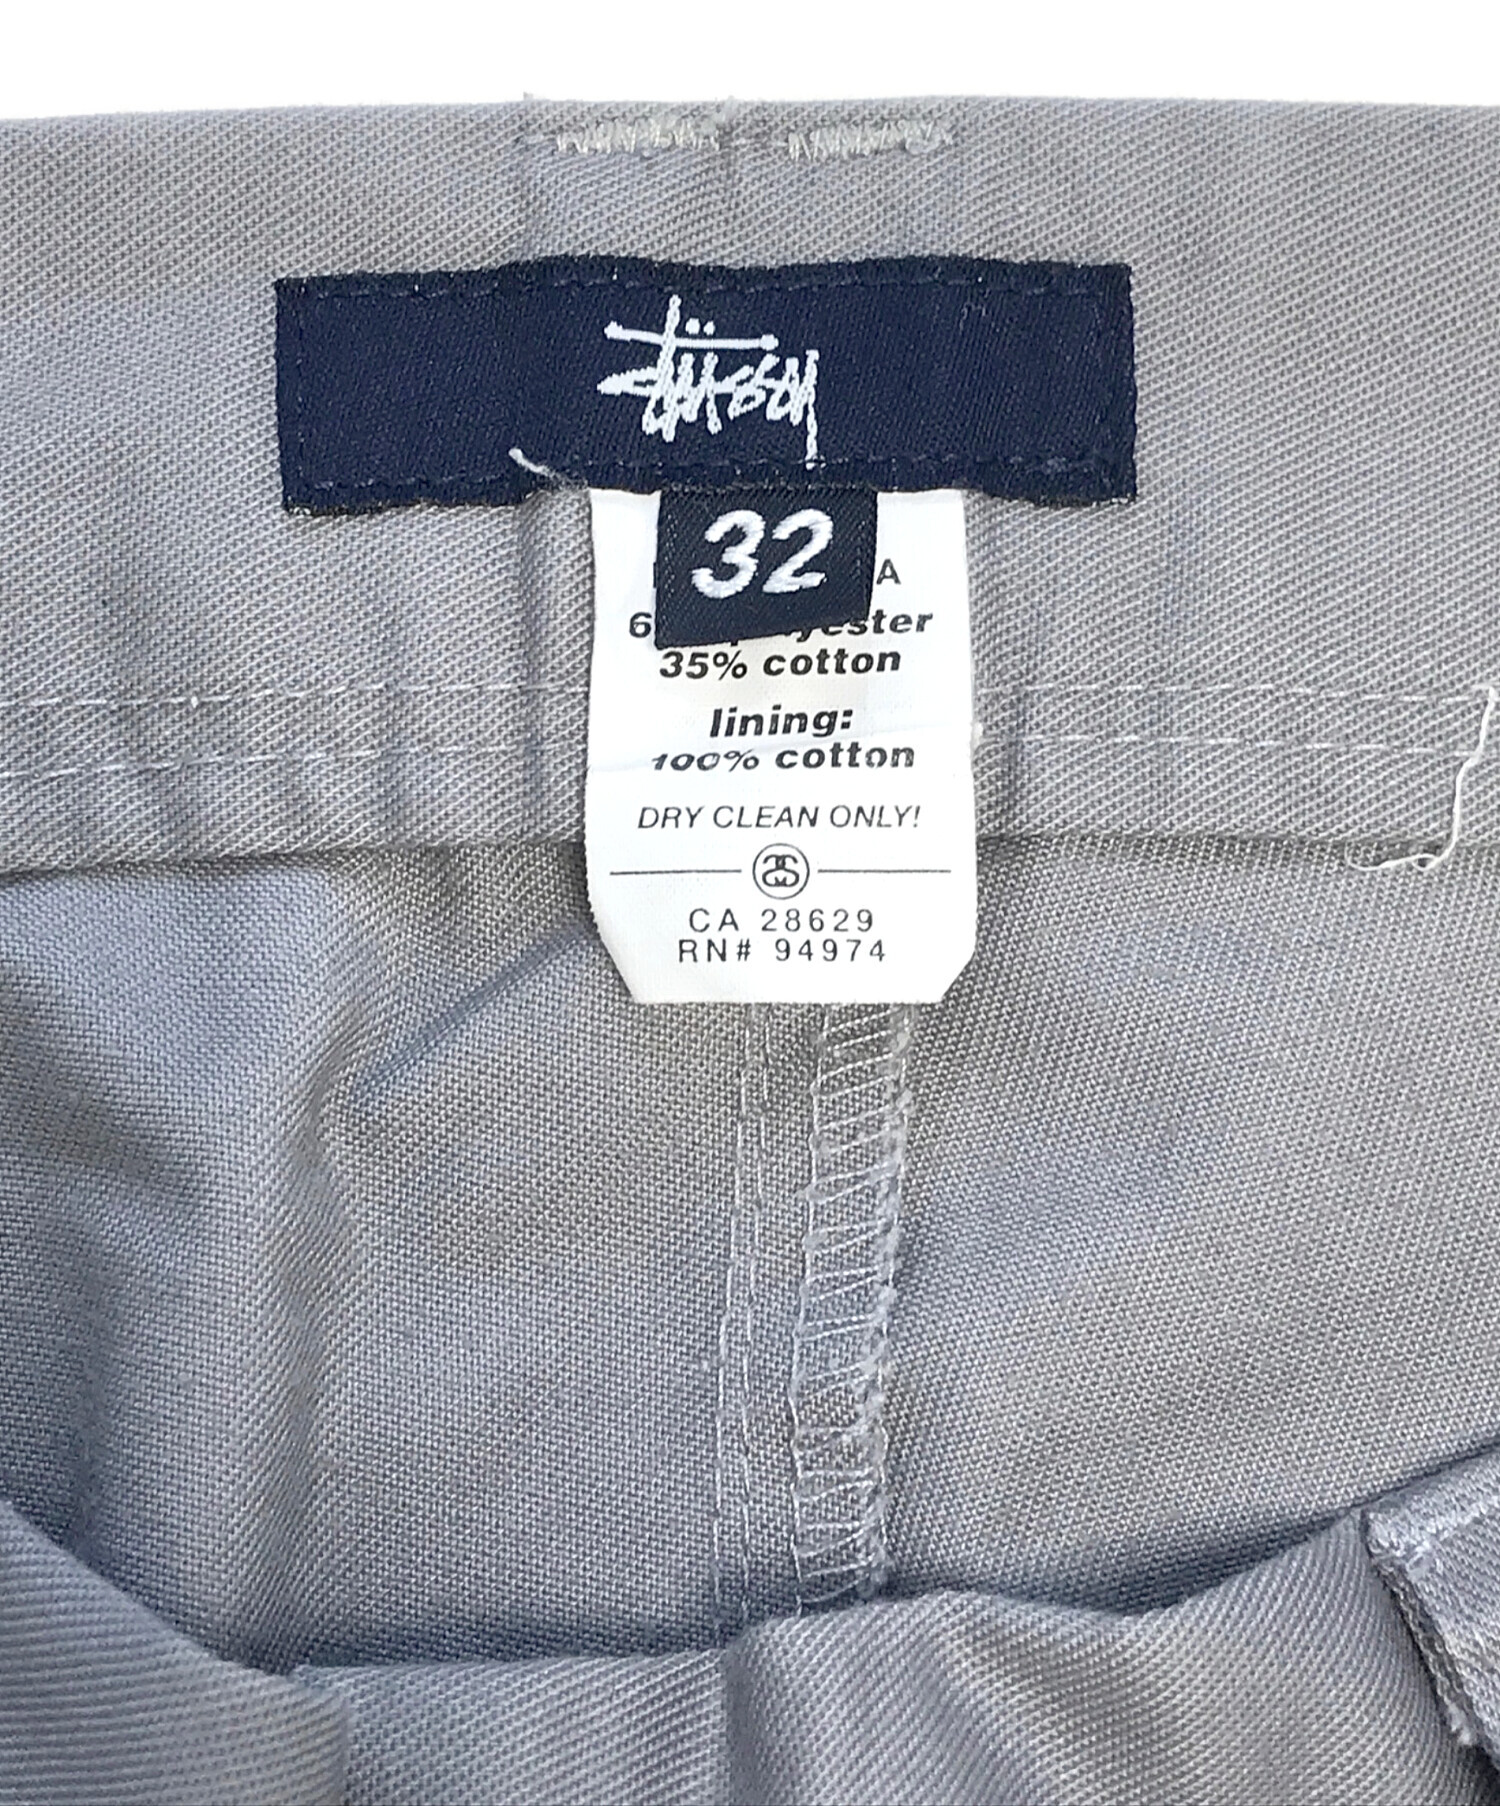 Stüssy
32
A
35% cotton
lining:
100% cotton
DRY CLEAN ONLY!
CA 28629
RN# 94974